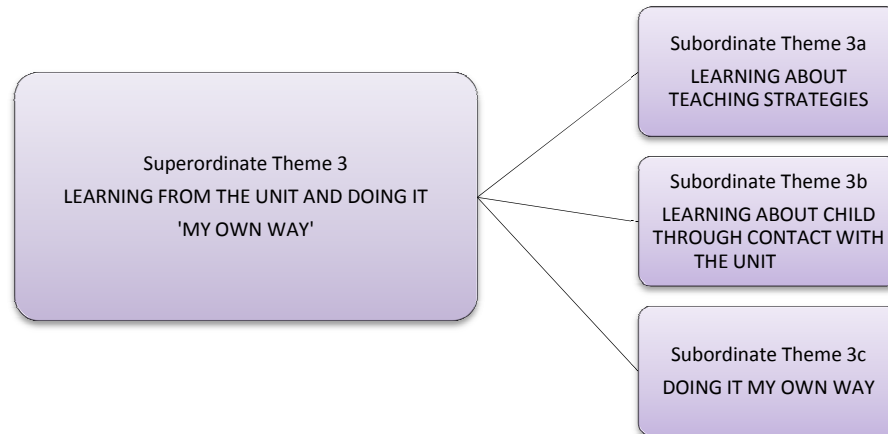 Superordinate Theme 3
LEARNING FROM THE UNIT AND DOING IT
'MY OWN WAY'
Subordinate Theme 3a
LEARNING ABOUT
TEACHING STRATEGIES
Subordinate Theme 3b
LEARNING ABOUT CHILD
THROUGH CONTACT WITH
THE UNIT
Subordinate Theme 3c
DOING IT MY OWN WAY